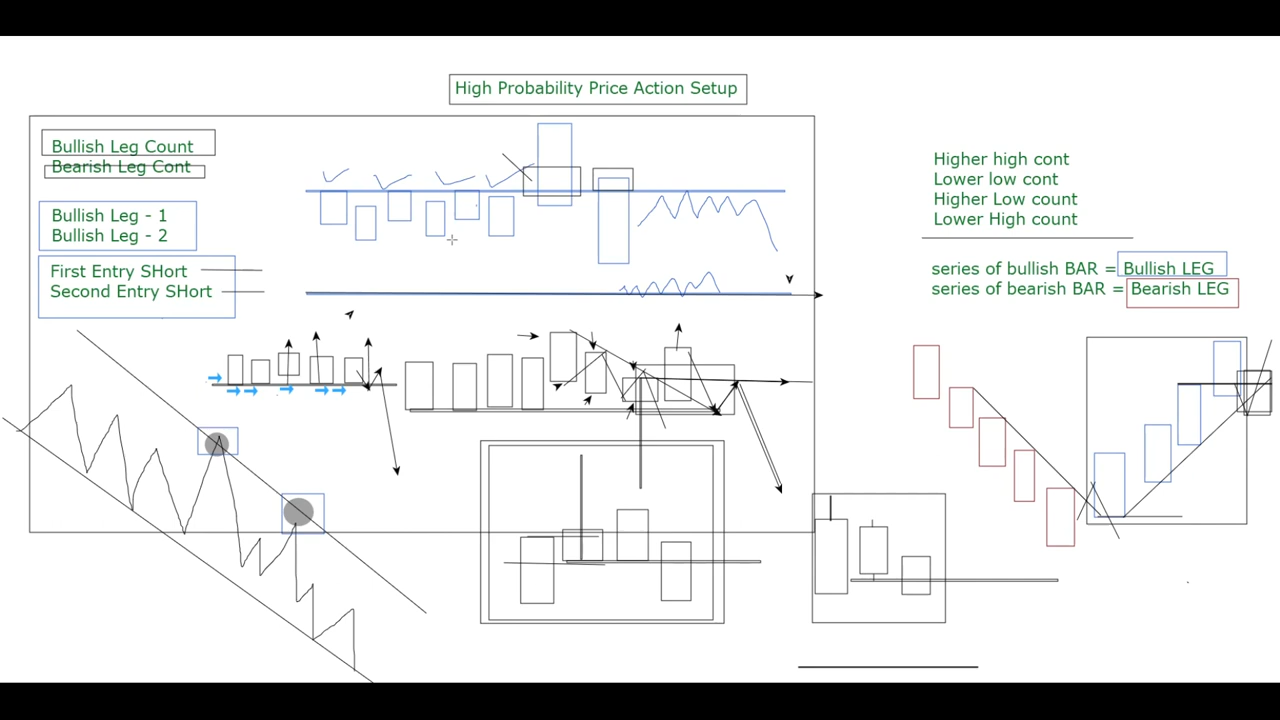 High Probability Price Action Setup
Bullish Leg Count
Bearish Leg Cont
Bullish Leg - 1
Bullish Leg - 2
First Entry SHort
Second Entry SHort
Higher high cont
Lower low cont
Higher Low count
Lower High count
series of bullish BAR = Bullish LEG
series of bearish BAR = Bearish LEG